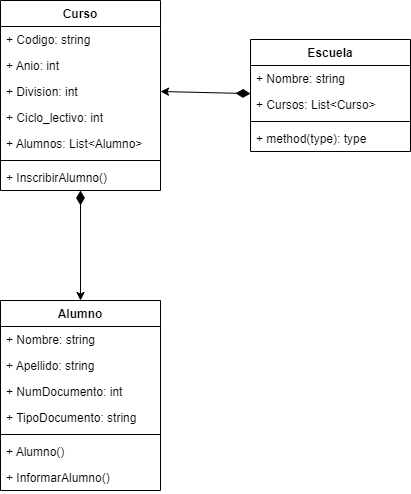 Curso
+ Codigo: string
+ Anio: int
+ Division: int
+ Ciclo_lectivo: int
+ Alumnos: List<Alumno>
+ InscribirAlumno()
Escuela
+ Nombre: string
+ Cursos: List<Curso>
+ method(type): type
Alumno
+ Nombre: string
+ Apellido: string
+ NumDocumento: int
+ TipoDocumento: string
+ Alumno()
+ InformarAlumno()